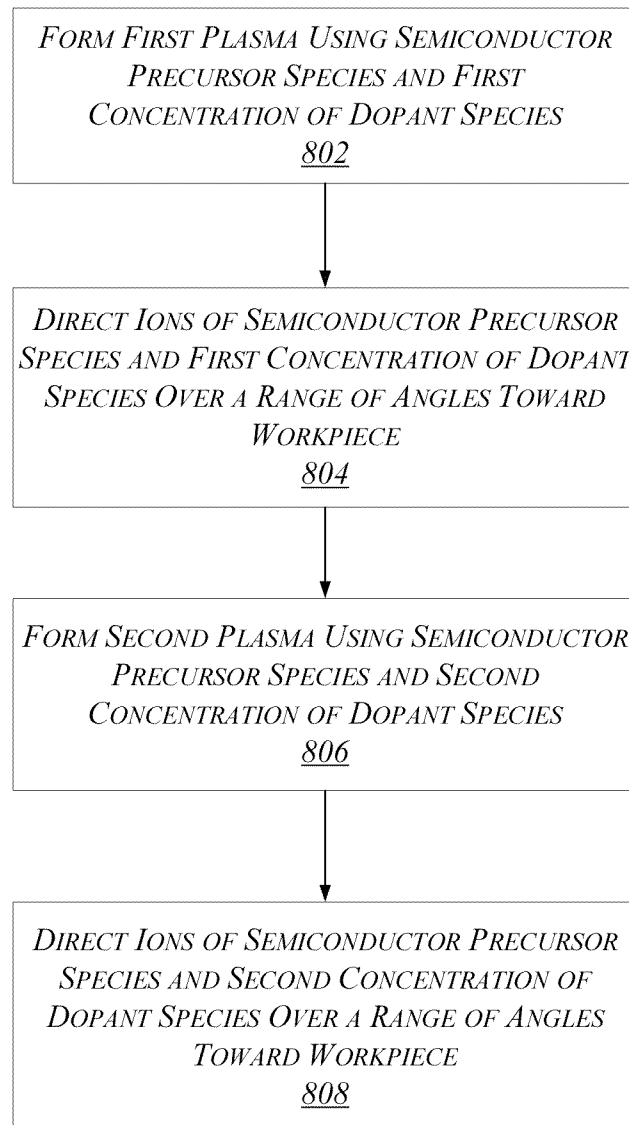 FORM FIRST PLASMA USING SEMICONDUCTOR
PRECURSOR SPECIES AND FIRST
CONCENTRATION OF DOPANT SPECIES
802
DIRECT IONS OF SEMICONDUCTOR PRECURSOR
SPECIES AND FIRST CONCENTRATION OF DOPANT
SPECIES OVER A RANGE OF ANGLES TOWARD
WORKPIECE
804
FORM SECOND PLASMA USING SEMICONDUCTOR
PRECURSOR SPECIES AND SECOND
CONCENTRATION OF DOPANT SPECIES
806
DIRECT IONS OF SEMICONDUCTOR PRECURSOR
SPECIES AND SECOND CONCENTRATION OF
DOPANT SPECIES OVER A RANGE OF ANGLES
TOWARD WORKPIECE
808